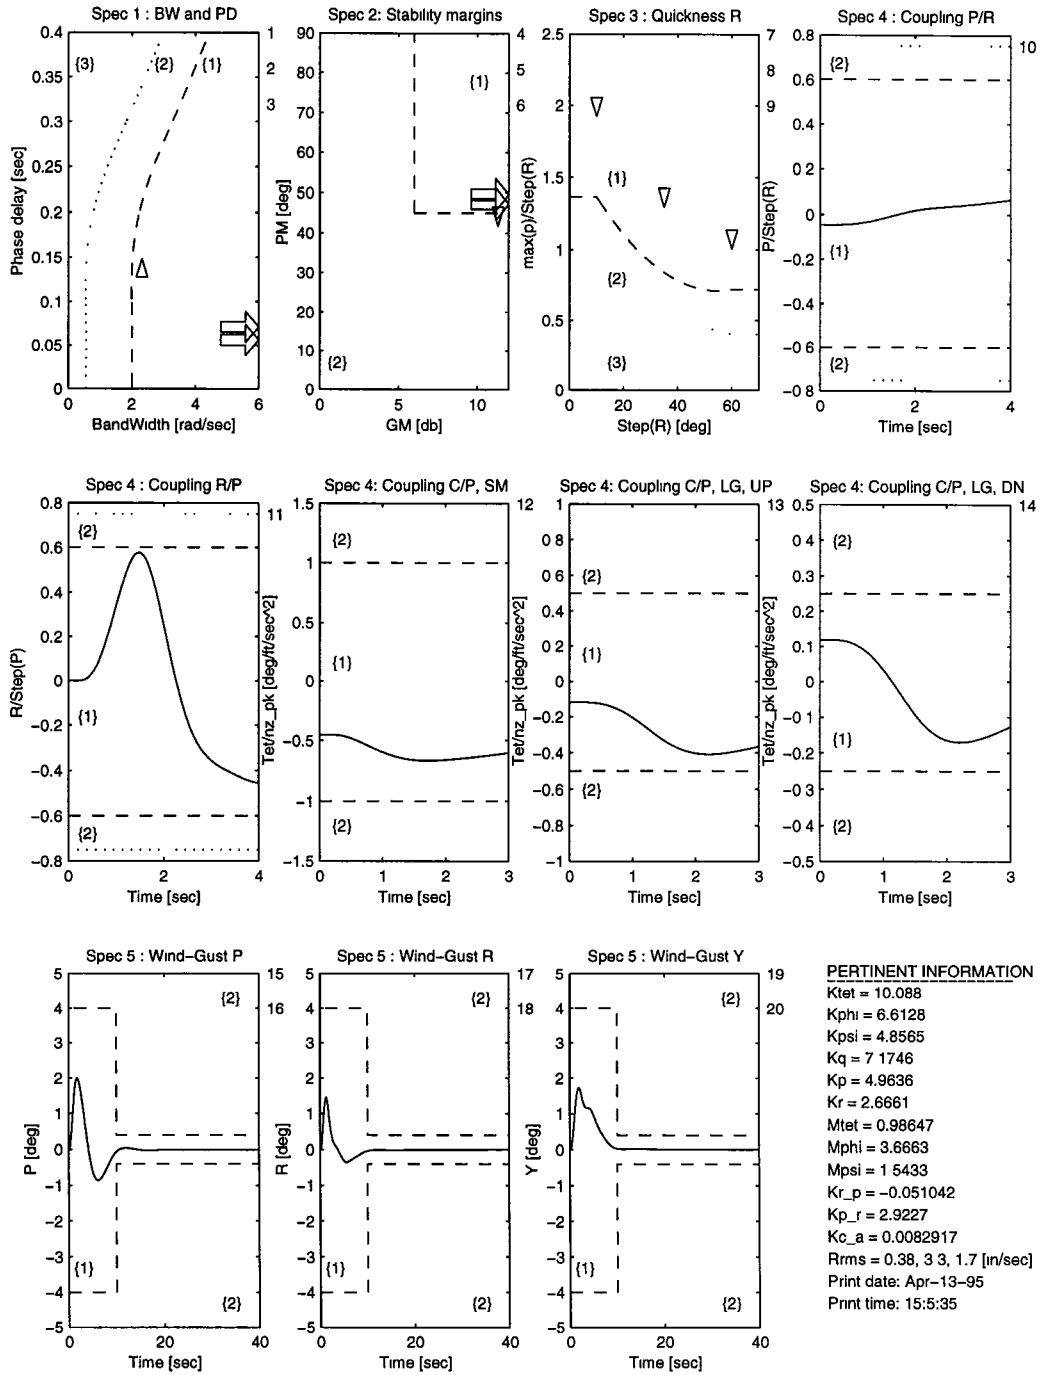 Spec 1 : BW and PD
Phase delay [sec]
0.4
0.35
0.3
0.25
0.2
0.15
0.1
0.05
0
{3}
{2}
{1}
1
2
3
0 2 4 6
BandWidth [rad/sec]
Spec 2: Stability margins
PM [deg]
90
80
70
60
50
40
30
20
10
0
{1}
{2}
4
5
6
0 5 10
GM [db]
Spec 3 : Quickness R
max(p)/Step(R)
2.5
2
1.5
1
0.5
0
{1}
{2}
{3}
7
8
9
0 20 40 60
Step(R) [deg]
Spec 4 : Coupling P/R
P/Step(R)
0.8
0.6
0.4
0.2
0
−0.2
−0.4
−0.6
−0.8
{2}
{1}
{2}
10
0 2 4
Time [sec]
Spec 4 : Coupling R/P
R/Step(P)
0.8
0.6
0.4
0.2
0
−0.2
−0.4
−0.6
−0.8
{2}
{1}
{2}
11
0 2 4
Time [sec]
Spec 4: Coupling C/P, SM
Tet/nz_pk [deg/ft/sec^2]
1.5
1
0.5
0
−0.5
−1
−1.5
{2}
{1}
{2}
12
0 1 2 3
Time [sec]
Spec 4: Coupling C/P, LG, UP
Tet/nz_pk [deg/ft/sec^2]
1
0.8
0 6
0.4
0.2
0
−0.2
−0.4
−0.6
−0.8
−1
{2}
{1}
{2}
13
0 1 2 3
Time [sec]
Spec 4: Coupling C/P, LG, DN
Tet/nz_pk [deg/ft/sec^2]
0.5
0 4
0.3
0.2
0.1
0
−0.1
−0.2
−0.3
−0 4
−0.5
{2}
{1}
{2}
14
0 1 2 3
Time [sec]
Spec 5 : Wind−Gust P
P [deg]
5
4
3
2
1
0
−1
−2
−3
−4
−5
{2}
{1}
{2}
15
16
0 20 40
Time [sec]
Spec 5 : Wind−Gust R
R [deg]
5
4
3
2
1
0
−1
−2
−3
−4
−5
{2}
{1}
{2}
17
18
0 20 40
Time [sec]
Spec 5 : Wind−Gust Y
Y [deg]
5
4
3
2
1
0
−1
−2
−3
−4
−5
{2}
{1}
{2}
19
20
0 20 40
Time [sec]
PERTINENT INFORMATION
Ktet = 10.088
Kphi = 6.6128
Kpsi = 4.8565
Kq = 7 1746
Kp = 4.9636
Kr = 2.6661
Mtet = 0.98647
Mphi = 3.6663
Mpsi = 1 5433
Kr_p = −0.051042
Kp_r = 2.9227
Kc_a = 0.0082917
Rrms = 0.38, 3 3, 1.7 [in/sec]
Print date: Apr−13−95
Print time: 15:5:35